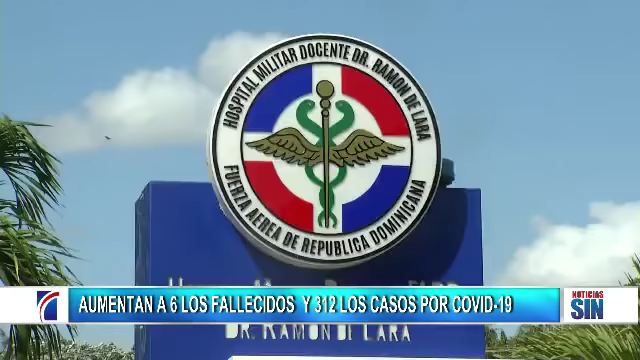 HOSPITAL MILITAR DOCENTE DR. RAMON DE LARA
FUERZA AEREA DE REPUBLICA DOMINICANA
AUMENTAN A 6 LOS FALLECIDOS Y 312 LOS CASOS POR COVID-19
NOTICIAS
SIN
DR. RAMON DE LARA